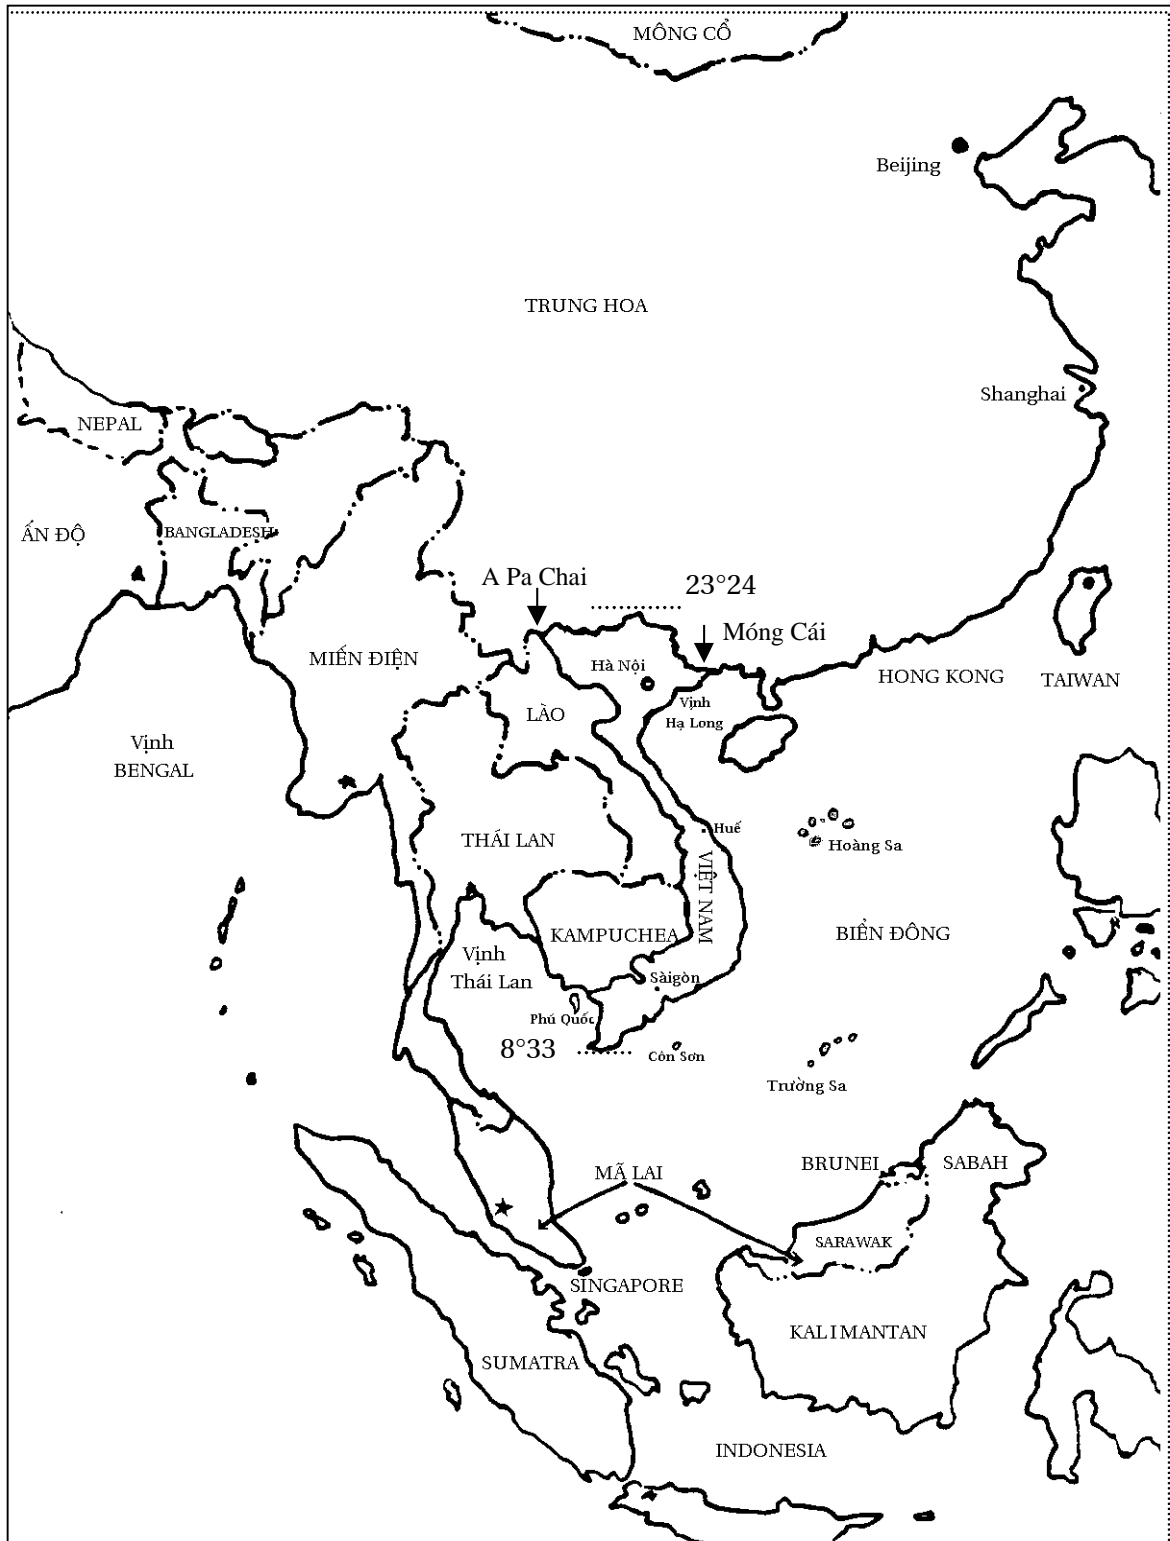 MÔNG CỔ
Beijing
TRUNG HOA
Shanghai
NEPAL
ẤN ĐỘ
BANGLADESH
A Pa Chai
23°24
Móng Cái
MIẾN ĐIỆN
Hà Nội
HONG KONG
TAIWAN
Vịnh
Hạ Long
LÀO
Vịnh
BENGAL
Huế
THÁI LAN
Hoàng Sa
VIỆT NAM
BIỂN ĐÔNG
KAMPUCHEA
Vịnh
Thái Lan
Sàigòn
Phú Quốc
8°33
Côn Sơn
Trường Sa
BRUNEI
SABAH
MÃ LAI
SARAWAK
SINGAPORE
KALIMANTAN
SUMATRA
INDONESIA